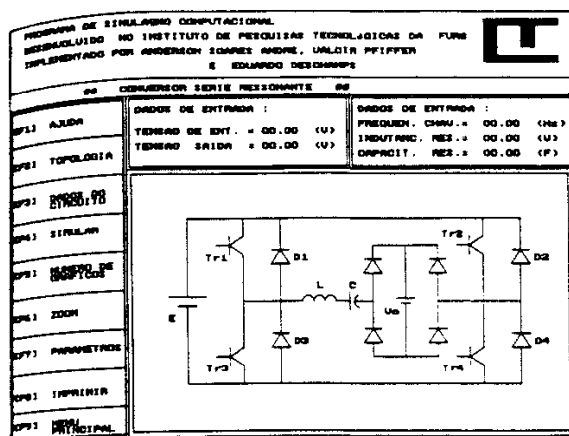 PROGRAMA DE SIMULACAO COMPUTACIONAL
DESENVOLVIDO NO INSTITUTO DE PESQUISAS TECNOLOGICAS DA FURB
IMPLEMENTADO POR ANDERSON SOARES ANDRE, VALDIR PFIFFER
E EDUARDO DESCHAMPS
## CONVERSOR SERIE RESSONANTE ##
[F1] AJUDA
[F2] TOPOLOGIA
[F3] DADOS DO
CIRCUITO
[F4] SIMULAR
[F5] NUMERO DE
GRAFICOS
[F6] ZOOM
[F7] PARAMETROS
[F8] IMPRIMIR
[F9] MENU
PRINCIPAL
DADOS DE ENTRADA :
TENSAO DE ENT. = 00.00 (V)
TENSAO SAIDA = 00.00 (V)
DADOS DE ENTRADA :
FREQUEN. CHAV.= 00.00 (Hz)
INDUTANC. RES.= 00.00 (V)
CAPACIT. RES.= 00.00 (F)
Tr1
D1
Tr2
D2
L
C
E
Vo
Tr3
D3
Tr4
D4